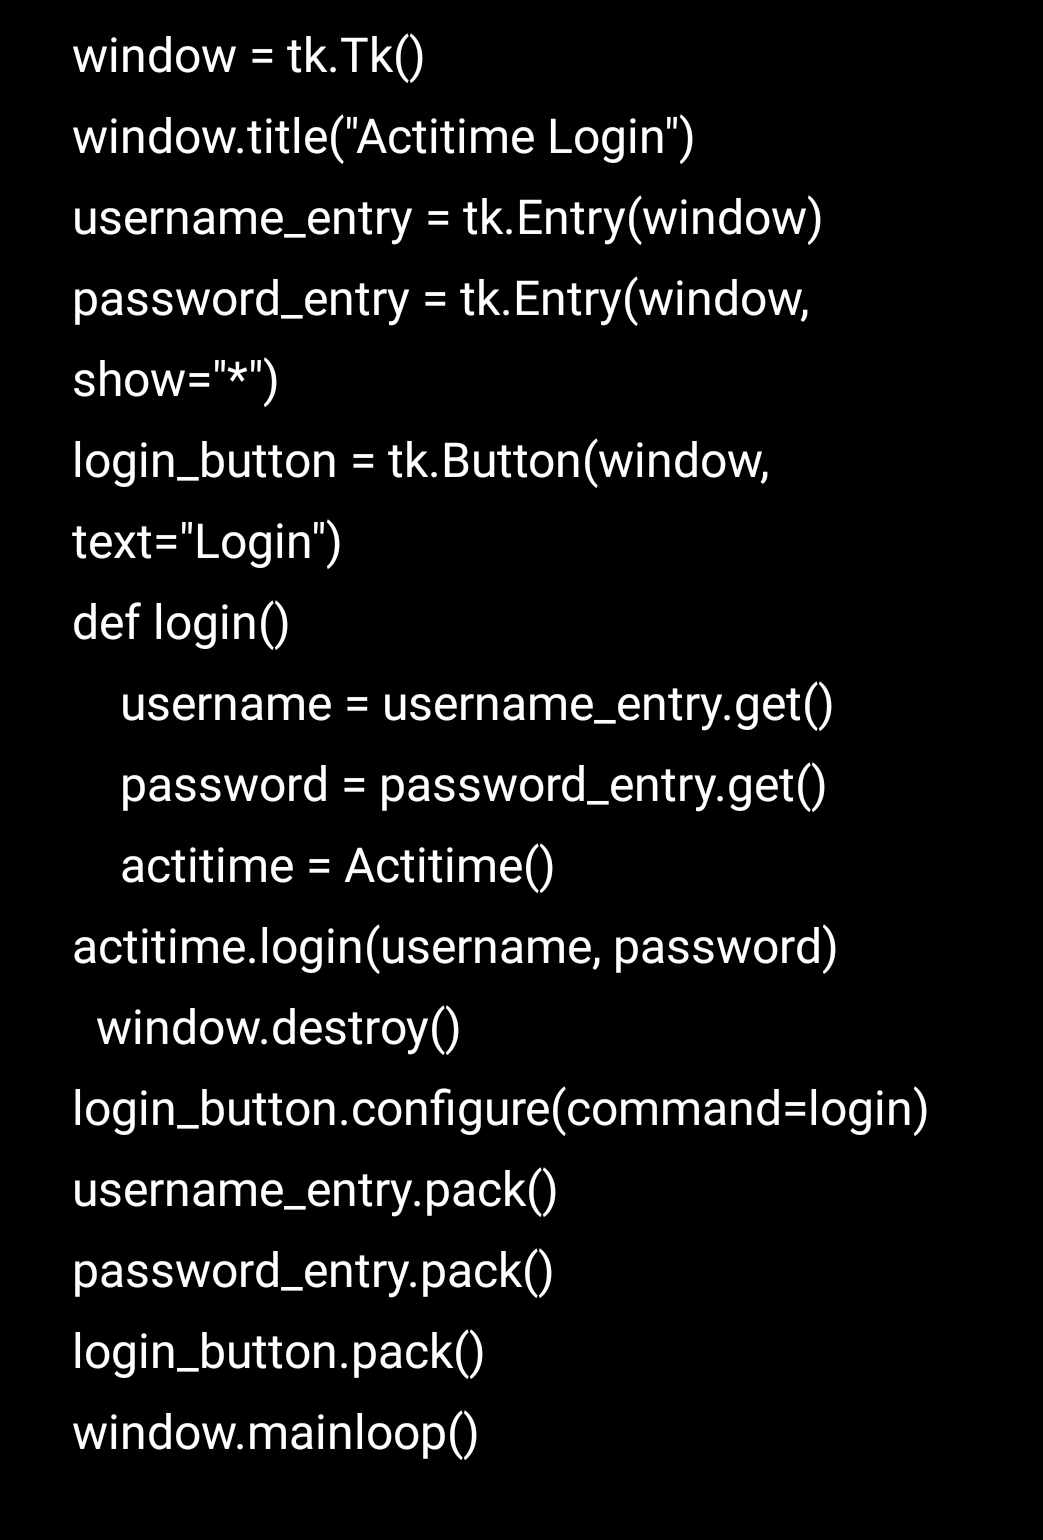 window = tk.Tk()
window.title("Actitime Login")
username_entry = tk.Entry(window)
password_entry = tk.Entry(window,
show="*")
login_button = tk.Button(window,
text="Login")
def login()
    username = username_entry.get()
    password = password_entry.get()
    actitime = Actitime()
actitime.login(username, password)
  window.destroy()
login_button.configure(command=login)
username_entry.pack()
password_entry.pack()
login_button.pack()
window.mainloop()